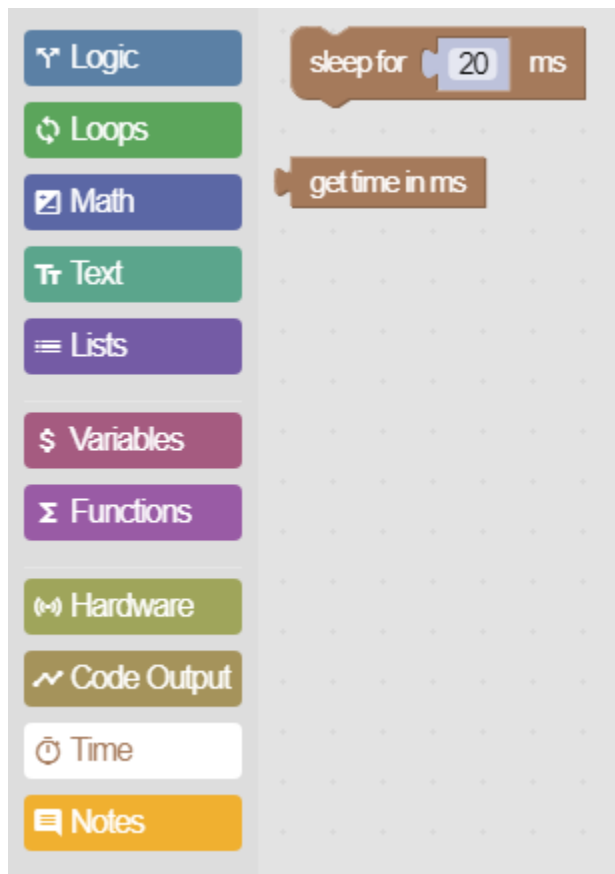 Logic
Loops
Math
Tт Text
Lists
$ Variables
Σ Functions
Hardware
Code Output
Time
Notes
sleep for 20 ms
get time in ms